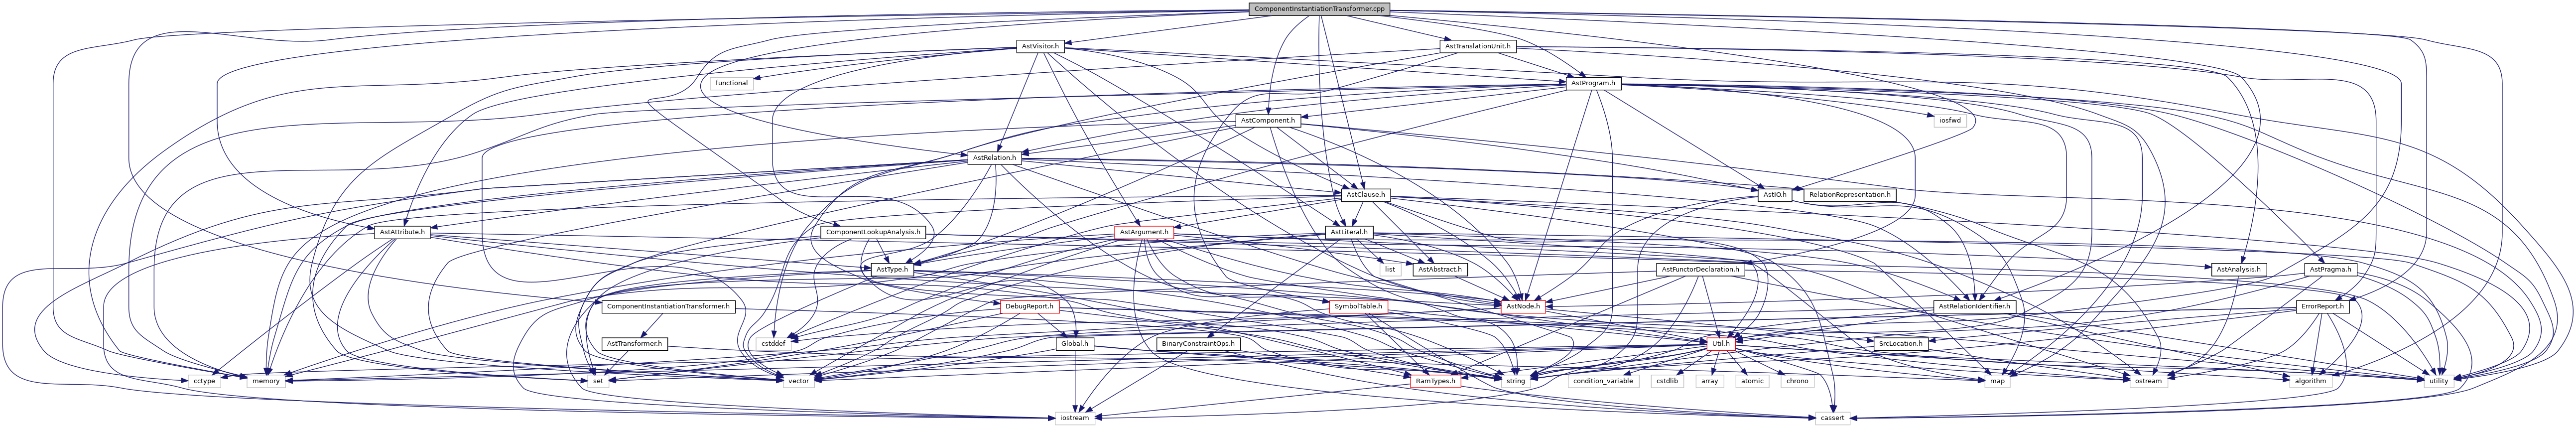 ComponentInstantiationTransformer.cpp
AstVisitor.h
AstTranslationUnit.h
functional
AstProgram.h
AstComponent.h
iosfwd
AstRelation.h
AstClause.h
AstIO.h
RelationRepresentation.h
AstAttribute.h
ComponentLookupAnalysis.h
AstArgument.h
AstLiteral.h
AstType.h
list
AstAbstract.h
AstFunctorDeclaration.h
AstAnalysis.h
AstPragma.h
ComponentInstantiationTransformer.h
DebugReport.h
SymbolTable.h
AstNode.h
AstRelationIdentifier.h
ErrorReport.h
AstTransformer.h
cstddef
Global.h
BinaryConstraintOps.h
Util.h
SrcLocation.h
cctype
memory
set
vector
RamTypes.h
string
condition_variable
cstdlib
array
atomic
chrono
map
ostream
algorithm
utility
iostream
cassert